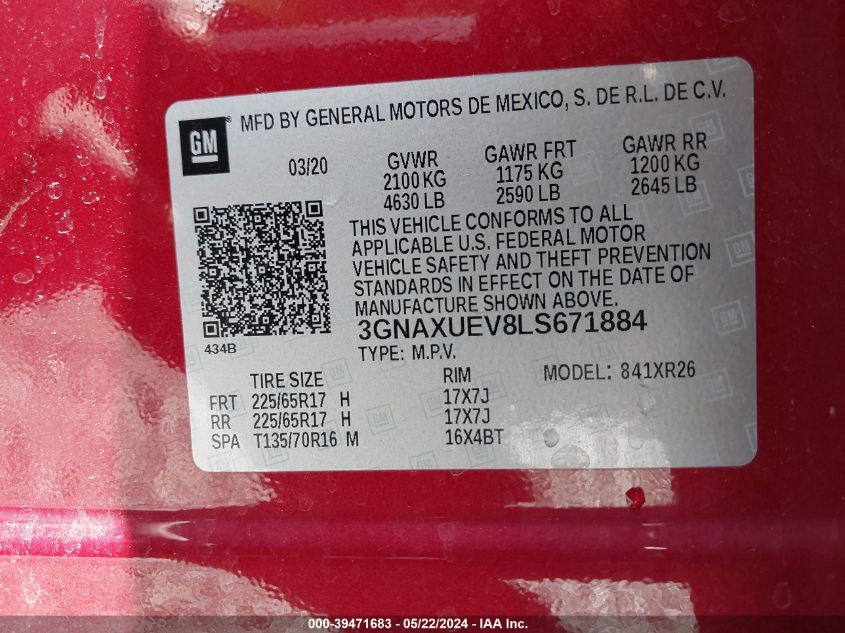 GM
®
MFD BY GENERAL MOTORS DE MEXICO, S. DE R.L. DE C.V.
03/20
GVWR
2100 KG
4630 LB
GAWR FRT
1175 KG
2590 LB
GAWR RR
1200 KG
2645 LB
THIS VEHICLE CONFORMS TO ALL
APPLICABLE U.S. FEDERAL MOTOR
VEHICLE SAFETY AND THEFT PREVENTION
STANDARDS IN EFFECT ON THE DATE OF
MANUFACTURE SHOWN ABOVE.
434B
3GNAXUEV8LS671884
TYPE: M.P.V.
MODEL: 841XR26
TIRE SIZE RIM
FRT 225/65R17 H 17X7J
RR 225/65R17 H 17X7J
SPA T135/70R16 M 16X4BT
000-39471683 - 05/22/2024 - IAA Inc.